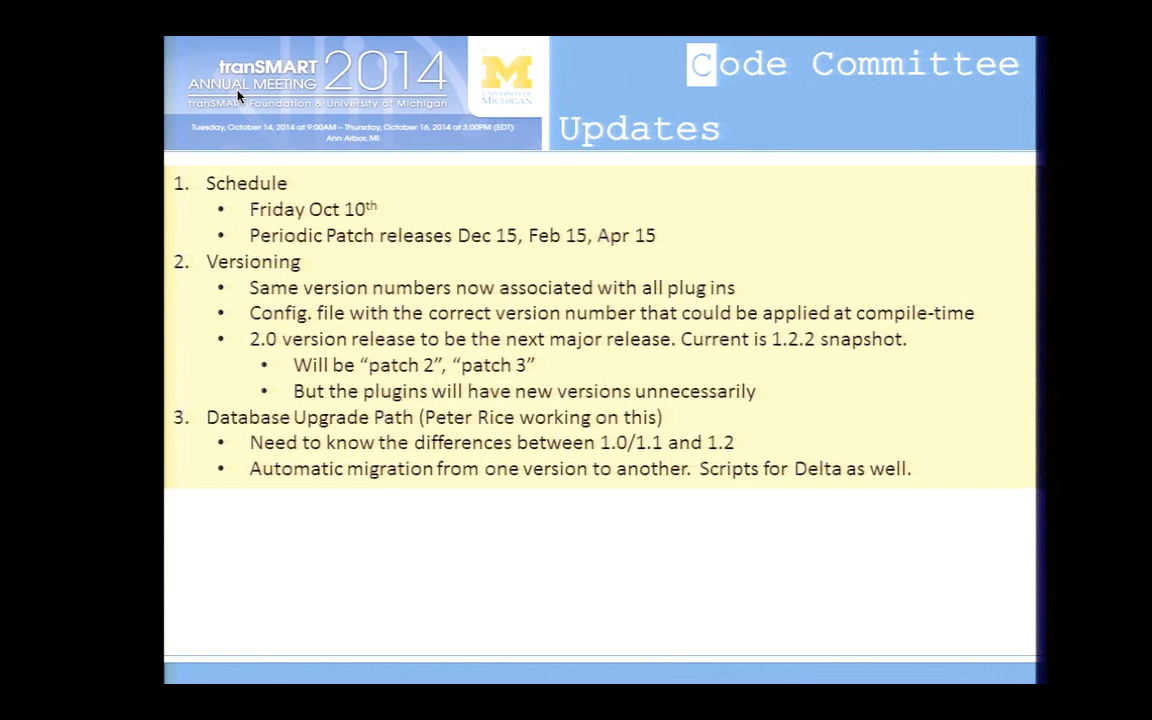 tranSMART
ANNUAL MEETING
2014
tranSMART Foundation & University of Michigan
Tuesday, October 14, 2014 at 9:00AM – Thursday, October 16, 2014 at 3:00PM (EDT)
Ann Arbor, MI
M
UNIVERSITY OF
MICHIGAN
Code Committee
Updates
1. Schedule
• Friday Oct 10th
• Periodic Patch releases Dec 15, Feb 15, Apr 15
2. Versioning
• Same version numbers now associated with all plug ins
• Config. file with the correct version number that could be applied at compile-time
• 2.0 version release to be the next major release. Current is 1.2.2 snapshot.
• Will be “patch 2”, “patch 3”
• But the plugins will have new versions unnecessarily
3. Database Upgrade Path (Peter Rice working on this)
• Need to know the differences between 1.0/1.1 and 1.2
• Automatic migration from one version to another. Scripts for Delta as well.